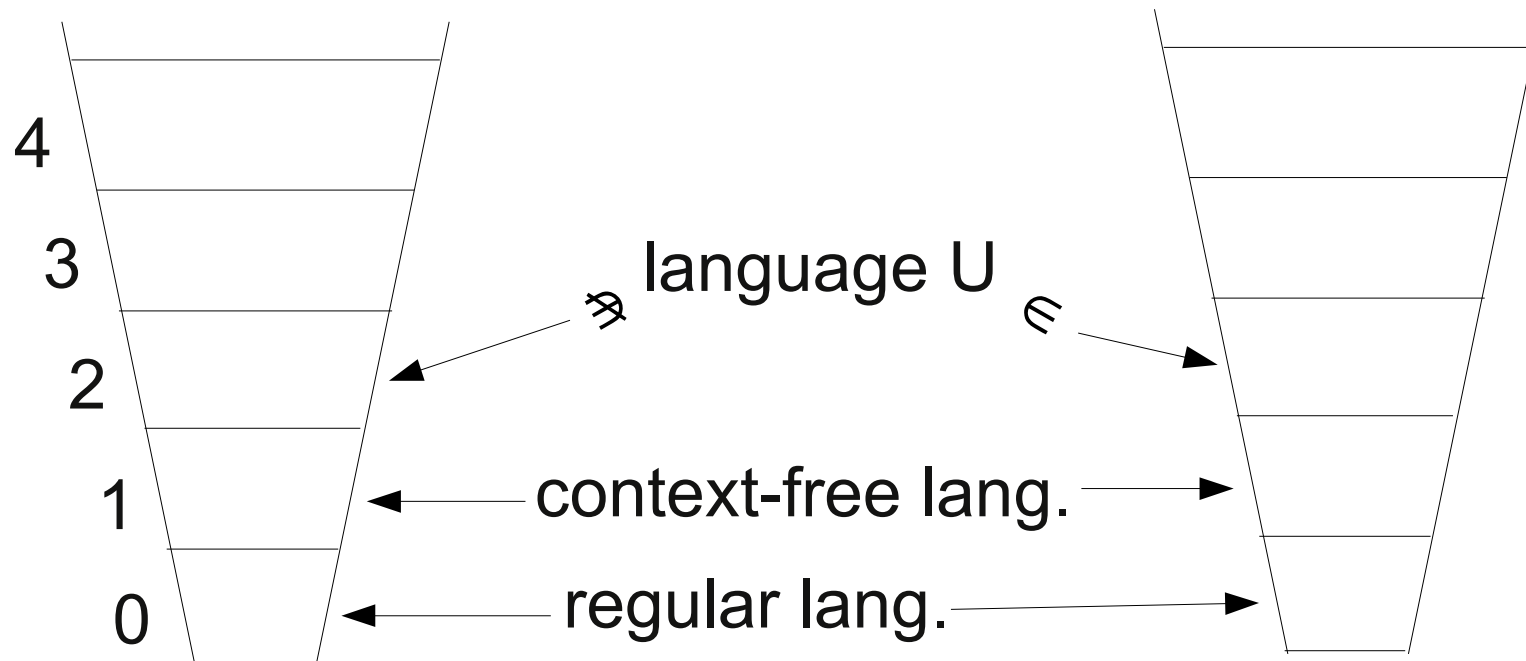 4
3
language U
∌ ∈
2
1
context-free lang.
0
regular lang.